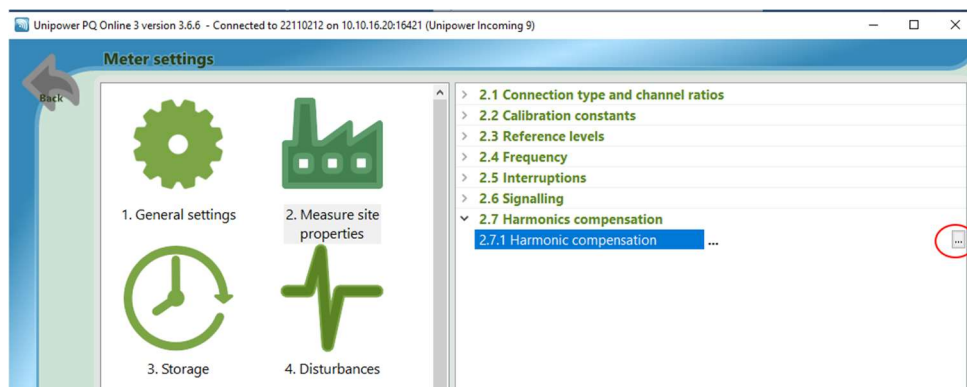 Unipower PQ Online 3 version 3.6.6 - Connected to 22110212 on 10.10.16.20:16421 (Unipower Incoming 9)
Meter settings
Back
1. General settings
2. Measure site
properties
3. Storage
4. Disturbances
2.1 Connection type and channel ratios
2.2 Calibration constants
2.3 Reference levels
2.4 Frequency
2.5 Interruptions
2.6 Signalling
2.7 Harmonics compensation
2.7.1 Harmonic compensation ...
...